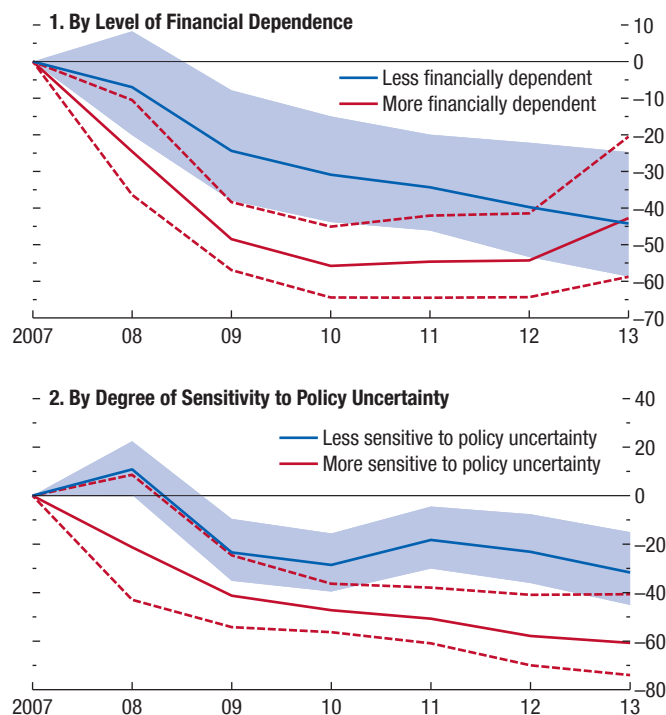 1. By Level of Financial Dependence
10
0
–10
–20
–30
–40
–50
–60
–70
Less financially dependent
More financially dependent
2007 08 09 10 11 12 13
2. By Degree of Sensitivity to Policy Uncertainty
40
20
0
–20
–40
–60
–80
Less sensitive to policy uncertainty
More sensitive to policy uncertainty
2007 08 09 10 11 12 13